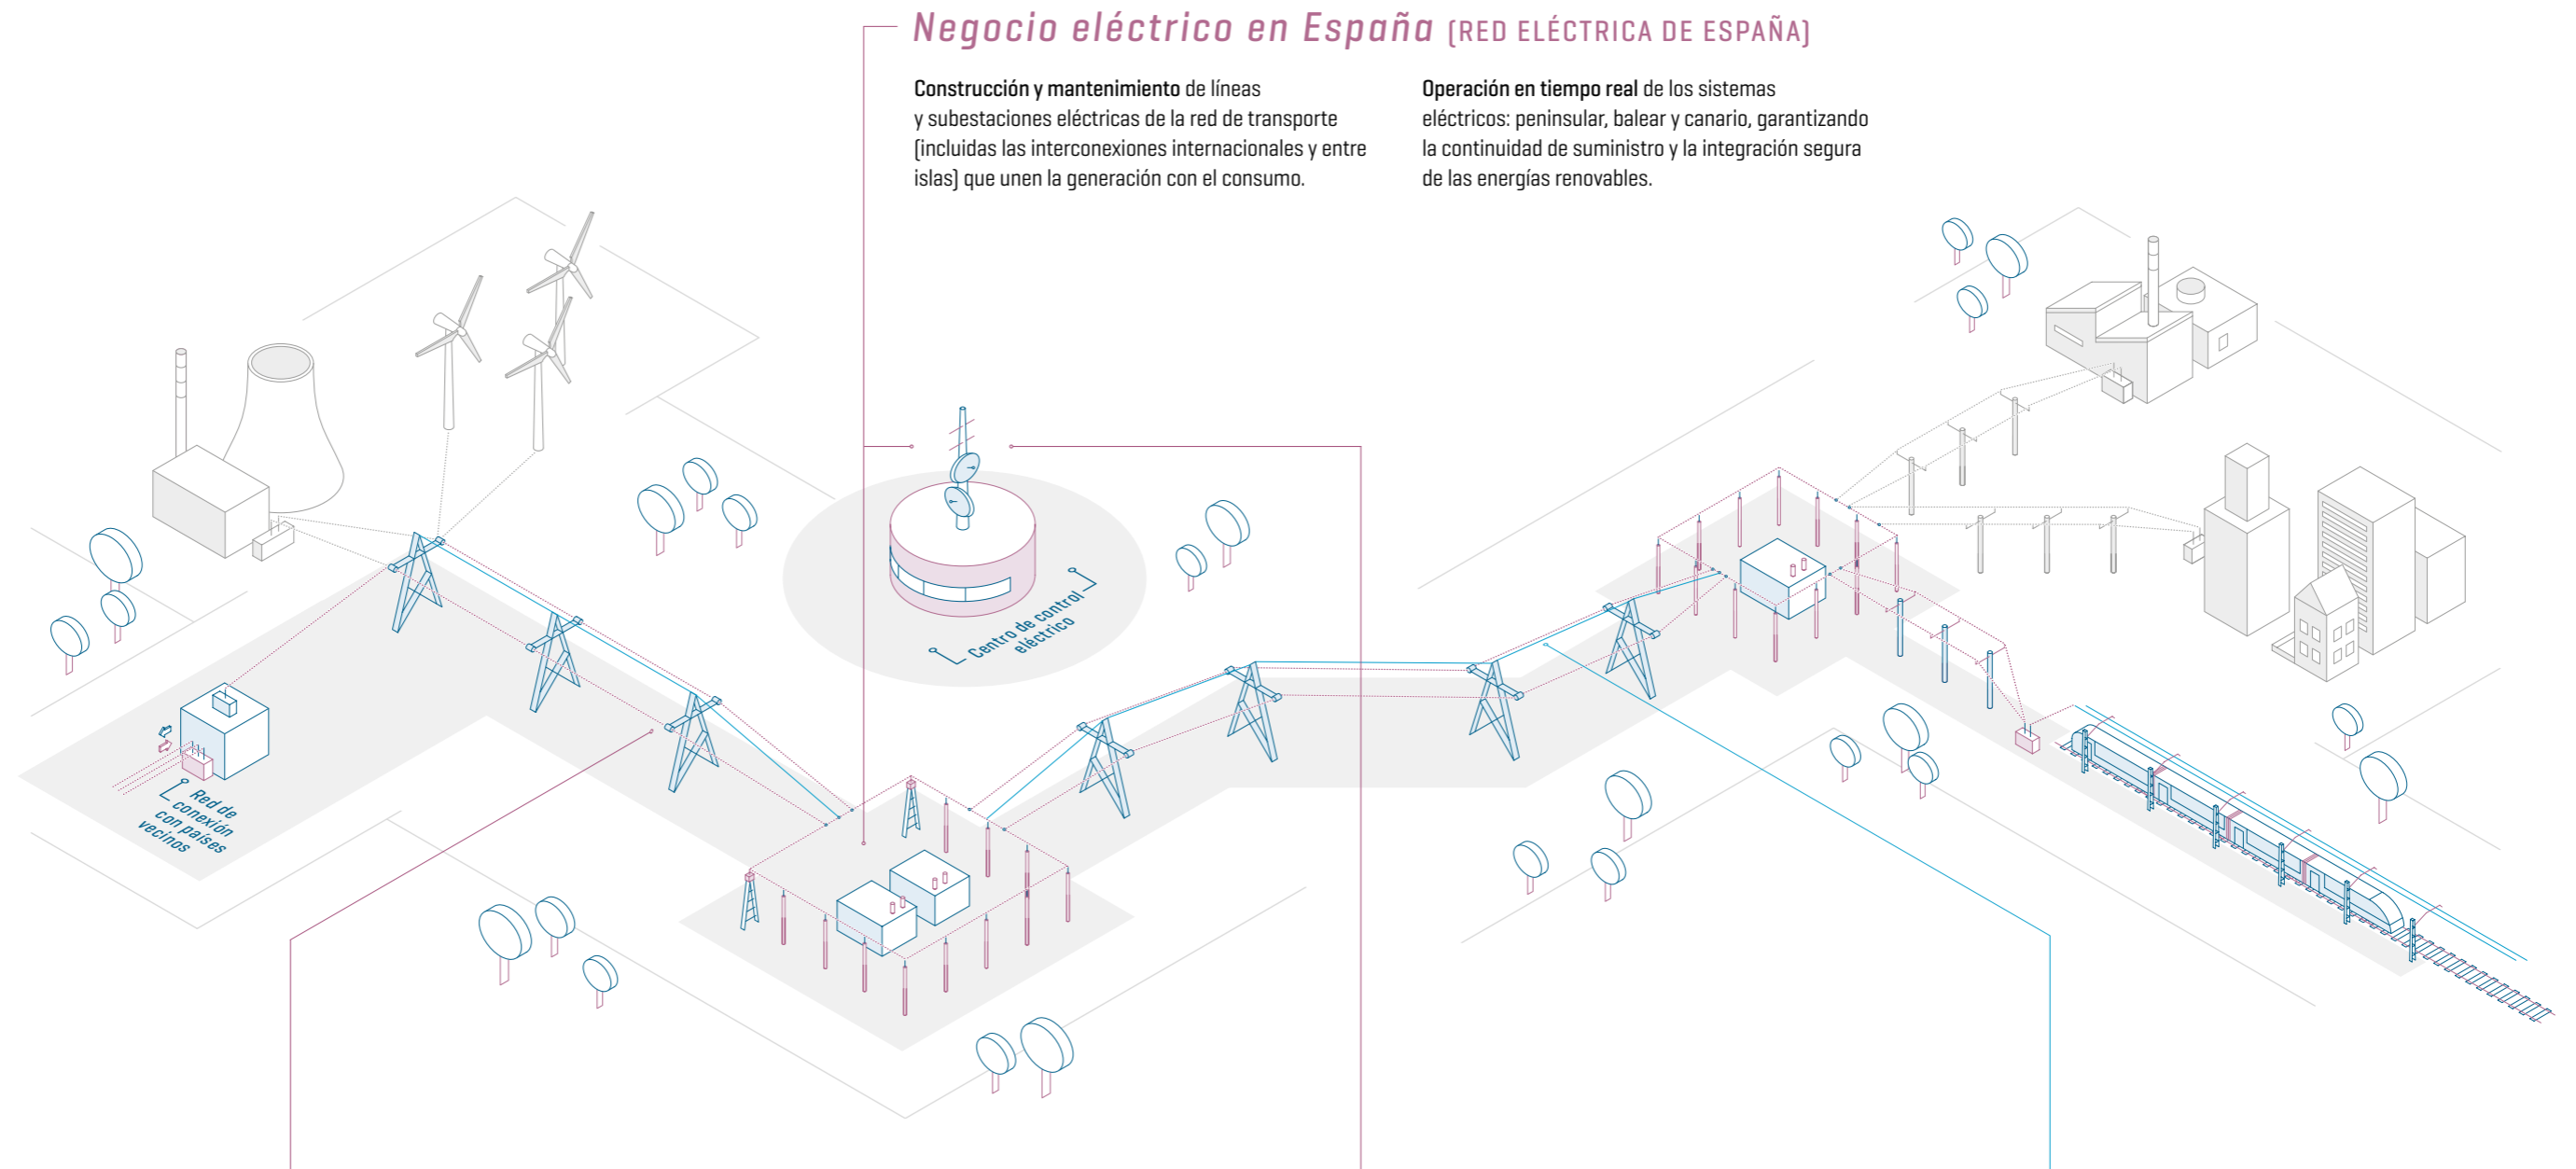 Negocio eléctrico en España (RED ELÉCTRICA DE ESPAÑA)
Construcción y mantenimiento de líneas
y subestaciones eléctricas de la red de transporte
(incluidas las interconexiones internacionales y entre
islas) que unen la generación con el consumo.
Operación en tiempo real de los sistemas
eléctricos: peninsular, balear y canario, garantizando
la continuidad de suministro y la integración segura
de las energías renovables.
Centro de control
eléctrico
Red de
conexión
con países
vecinos